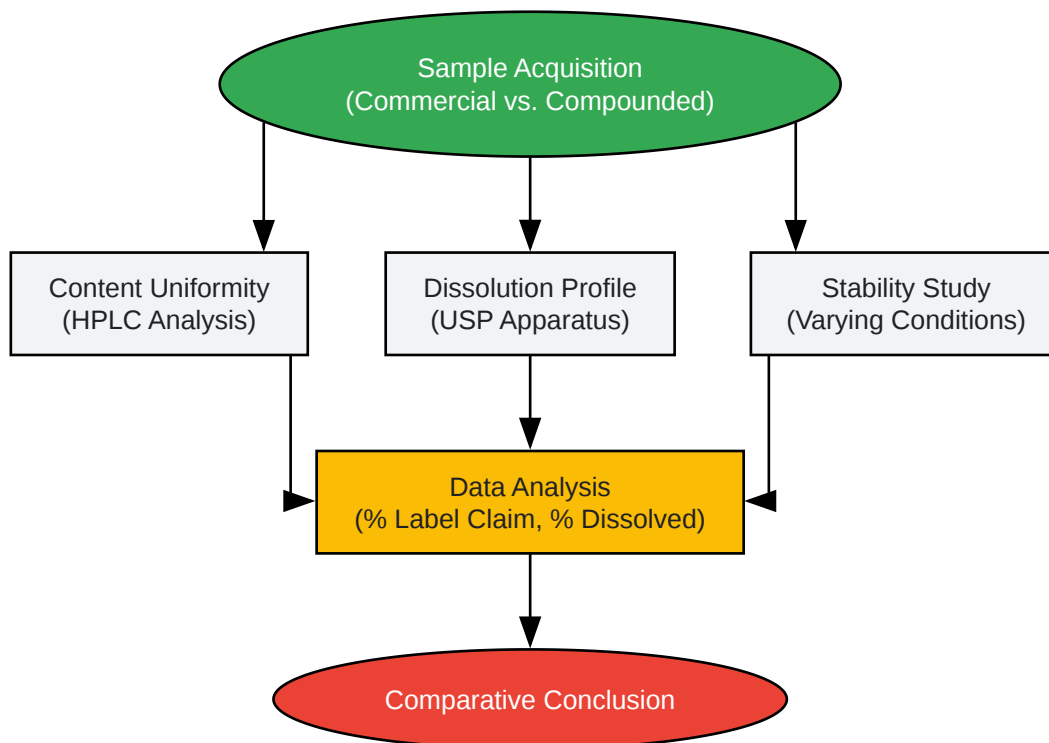 Sample Acquisition
(Commercial vs. Compounded)
Content Uniformity
(HPLC Analysis)
Dissolution Profile
(USP Apparatus)
Stability Study
(Varying Conditions)
Data Analysis
(% Label Claim, % Dissolved)
Comparative Conclusion